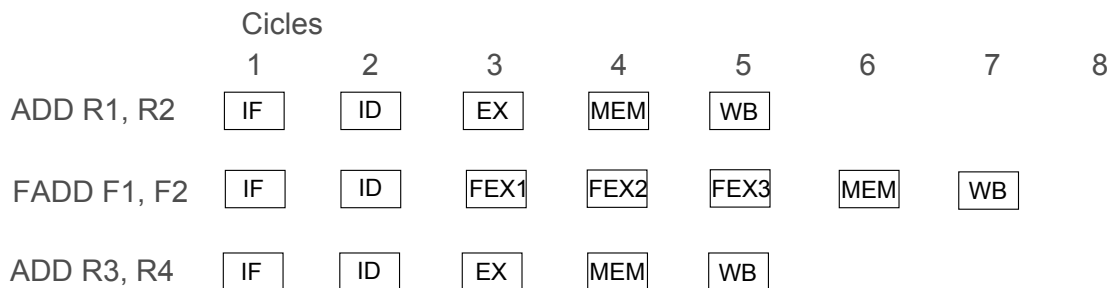 Cicles
1 2 3 4 5 6 7 8
ADD R1, R2 IF ID EX MEM WB
FADD F1, F2 IF ID FEX1 FEX2 FEX3 MEM WB
ADD R3, R4 IF ID EX MEM WB